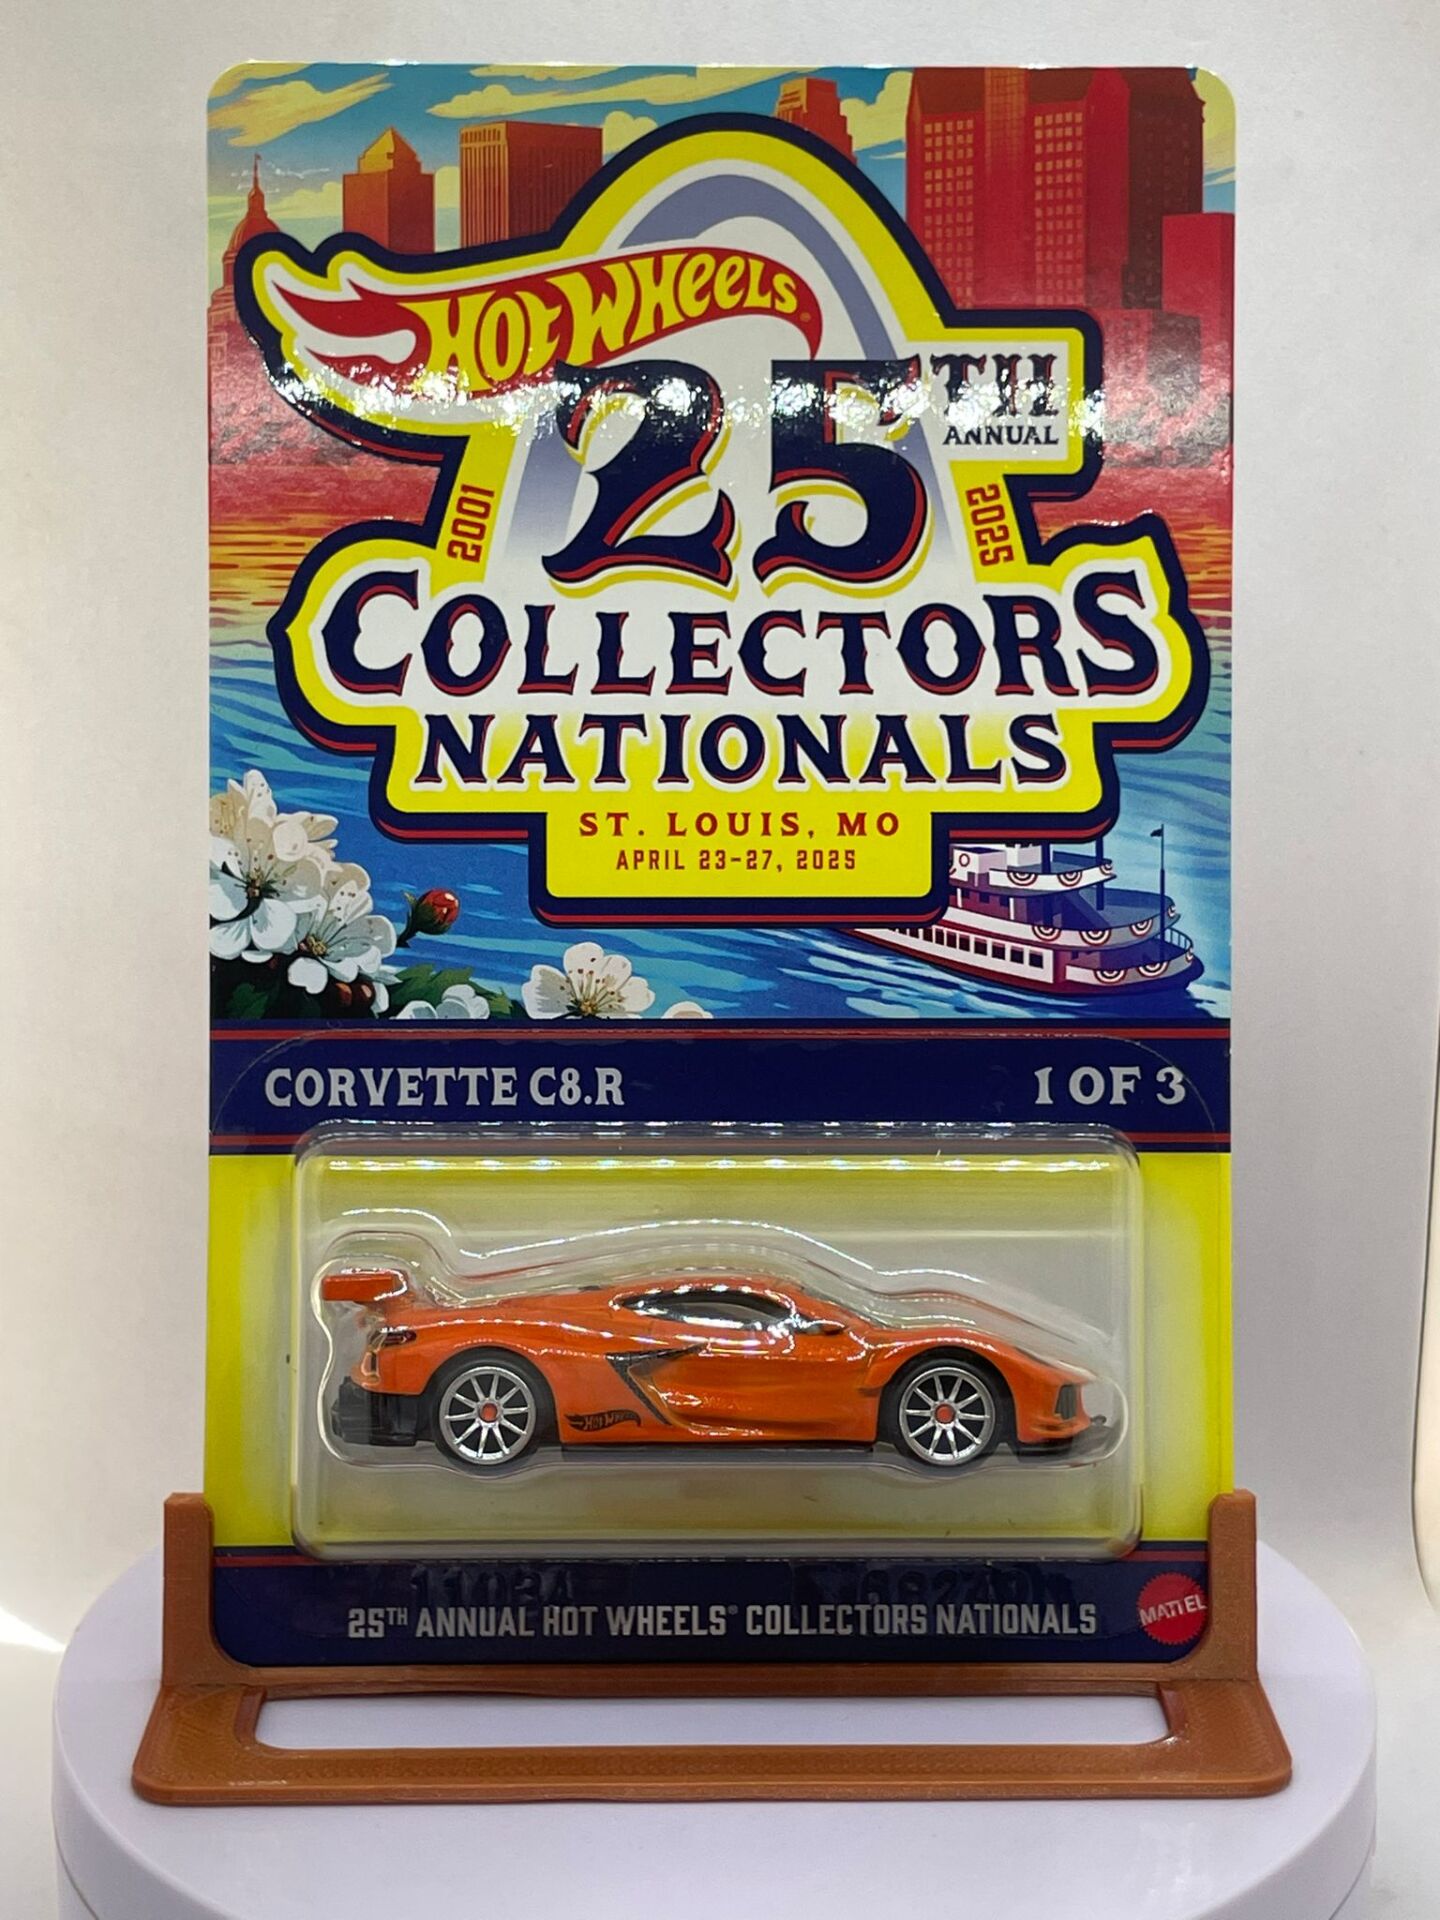 HOT WHEELS®
25TH
ANNUAL
2001
2025
COLLECTORS
NATIONALS
ST. LOUIS, MO
APRIL 23-27, 2025
CORVETTE C8.R
1 OF 3
HOT WHEELS
25TH ANNUAL HOT WHEELS® COLLECTORS NATIONALS
MATTEL